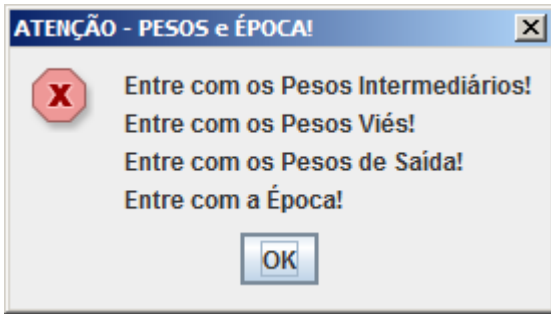 ATENÇÃO - PESOS e ÉPOCA!
Entre com os Pesos Intermediários!
Entre com os Pesos Viés!
Entre com os Pesos de Saída!
Entre com a Época!
OK